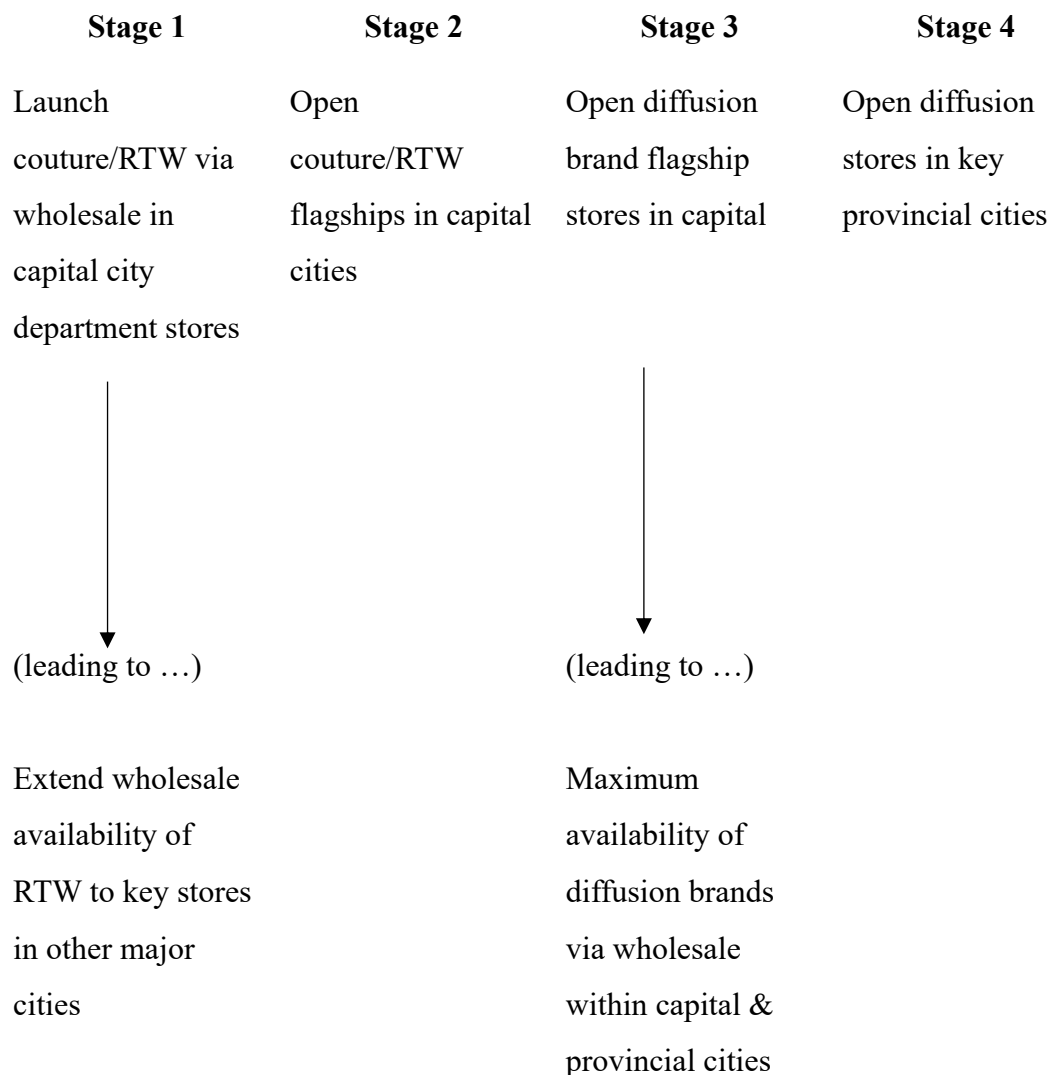 Stage 1
Launch
couture/RTW via
wholesale in
capital city
department stores
(leading to …)
Extend wholesale
availability of
RTW to key stores
in other major
cities
Stage 2
Open
couture/RTW
flagships in capital
cities
Stage 3
Open diffusion
brand flagship
stores in capital
(leading to …)
Maximum
availability of
diffusion brands
via wholesale
within capital &
provincial cities
Stage 4
Open diffusion
stores in key
provincial cities